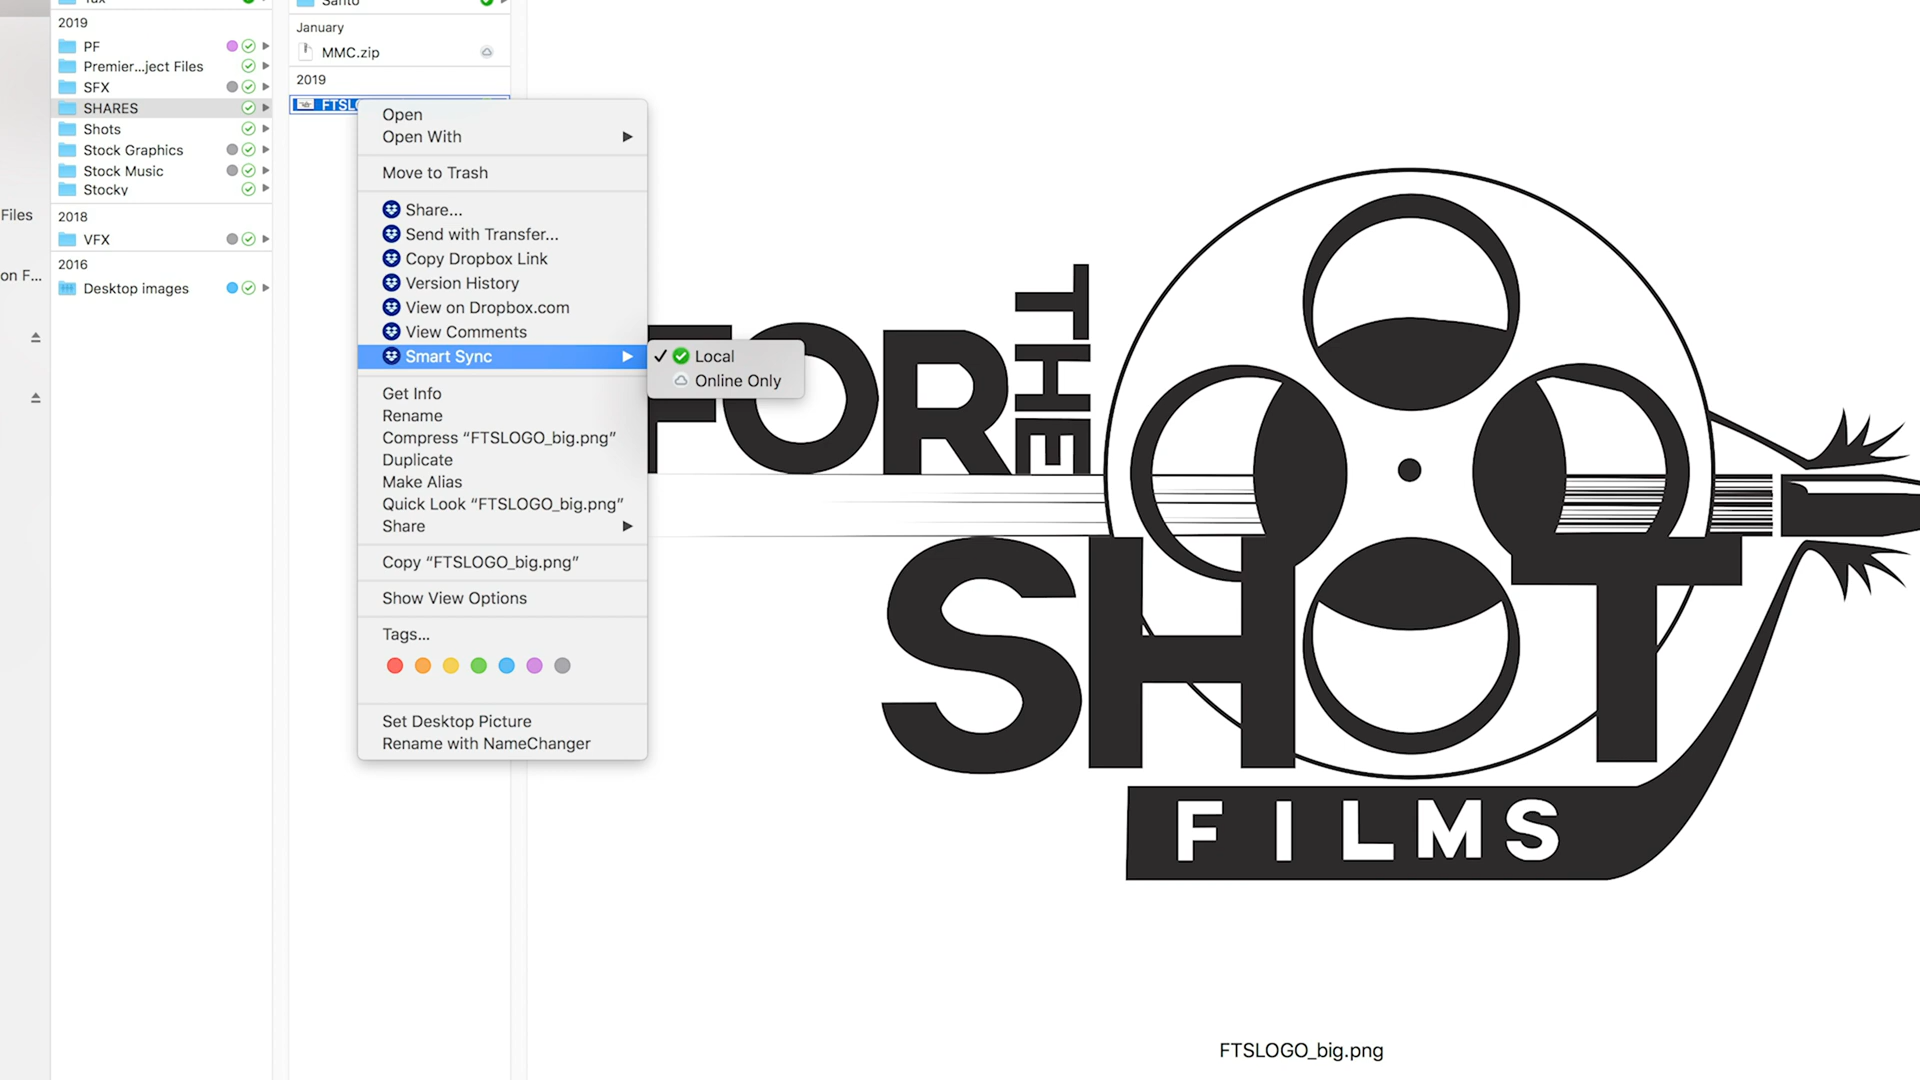 2019
PF
Premier...ject Files
SFX
SHARES
Shots
Stock Graphics
Stock Music
Stocky
2018
VFX
2016
Desktop images
Files
on F...
Santo
January
MMC.zip
2019
FTSL
Open
Open With
Move to Trash
Share...
Send with Transfer...
Copy Dropbox Link
Version History
View on Dropbox.com
View Comments
Smart Sync
Local
Online Only
Get Info
Rename
Compress “FTSLOGO_big.png”
Duplicate
Make Alias
Quick Look “FTSLOGO_big.png”
Share
Copy “FTSLOGO_big.png”
Show View Options
Tags...
Set Desktop Picture
Rename with NameChanger
FOR
THE
SHOT
FILMS
FTSLOGO_big.png